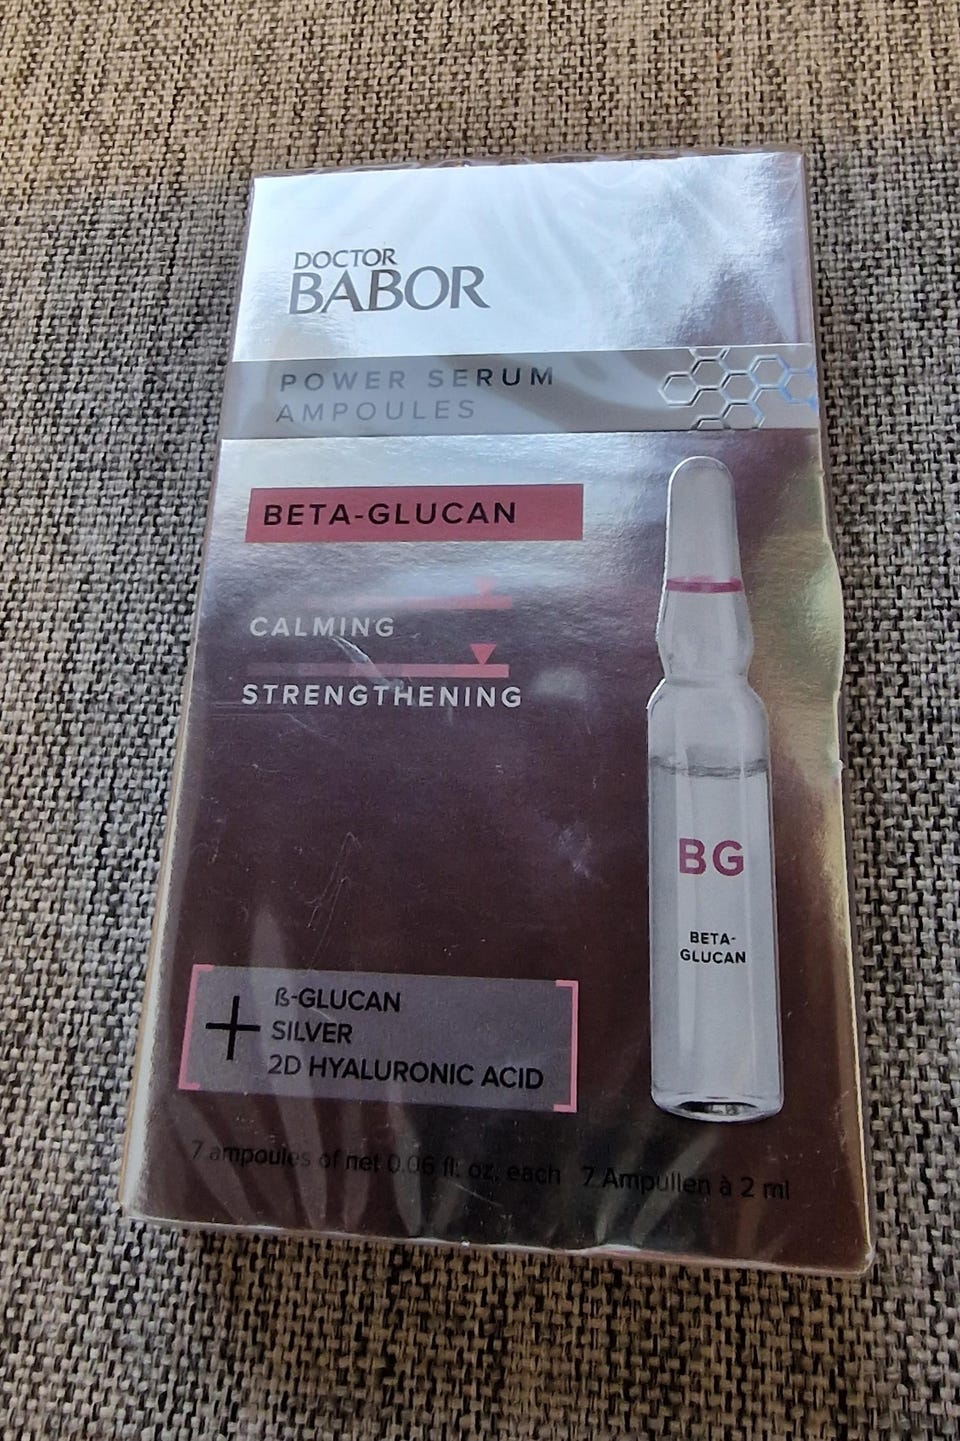 DOCTOR
BABOR
POWER SERUM
AMPOULES
BETA-GLUCAN
CALMING
STRENGTHENING
BG
BETA-
GLUCAN
ß-GLUCAN
SILVER
2D HYALURONIC ACID
7 ampoules of net 0.06 fl. oz. each 7 Ampullen à 2 ml